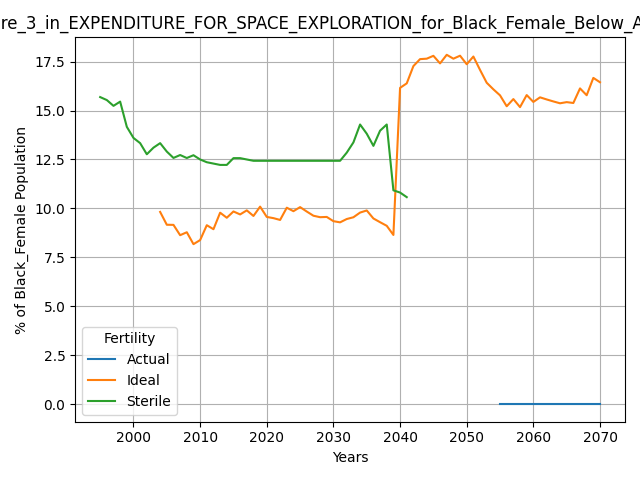 re_3_in_EXPENDITURE_FOR_SPACE_EXPLORATION_for_Black_Female_Below_A
% of Black_Female Population
17.5
15.0
12.5
10.0
7.5
5.0
2.5
0.0
Fertility
Actual
Ideal
Sterile
2000 2010 2020 2030 2040 2050 2060 2070
Years